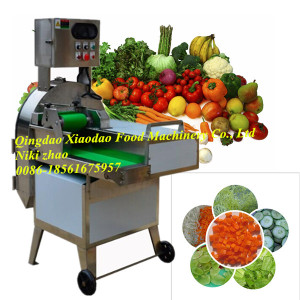 Qingdao Xiaodao Food Machinery Co., Ltd
Niki zhao
0086-18561675957